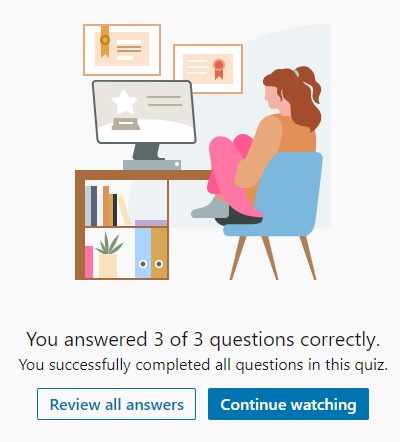 You answered 3 of 3 questions correctly.
You successfully completed all questions in this quiz.
Review all answers
Continue watching